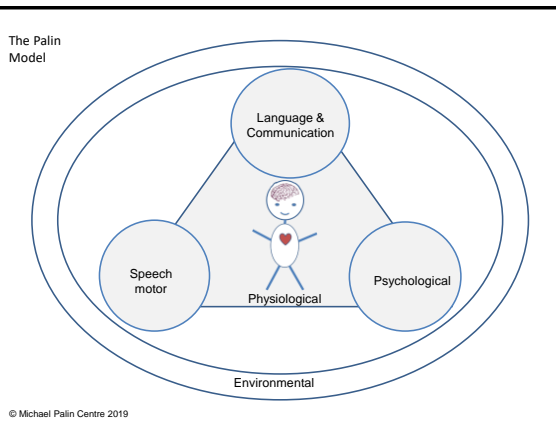 The Palin
Model
Language &
Communication
Speech
motor
Psychological
Physiological
Environmental
© Michael Palin Centre 2019